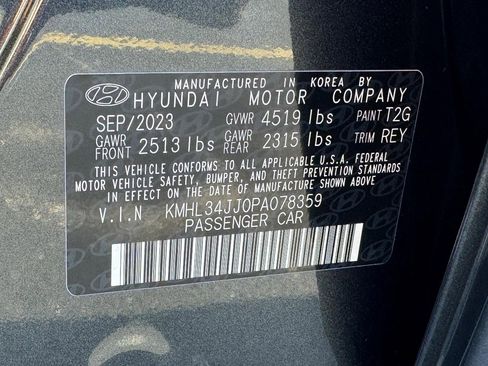 MANUFACTURED IN KOREA BY
HYUNDAI MOTOR COMPANY
SEP/2023 GVWR 4519 lbs PAINT T2G
GAWR FRONT 2513 lbs GAWR REAR 2315 lbs TRIM REY
THIS VEHICLE CONFORMS TO ALL APPLICABLE U.S.A. FEDERAL
MOTOR VEHICLE SAFETY, BUMPER, AND THEFT PREVENTION STANDARDS
IN EFFECT ON THE DATE OF MANUFACTURE SHOWN ABOVE.
V.I.N KMHL34JJ0PA078359
PASSENGER CAR